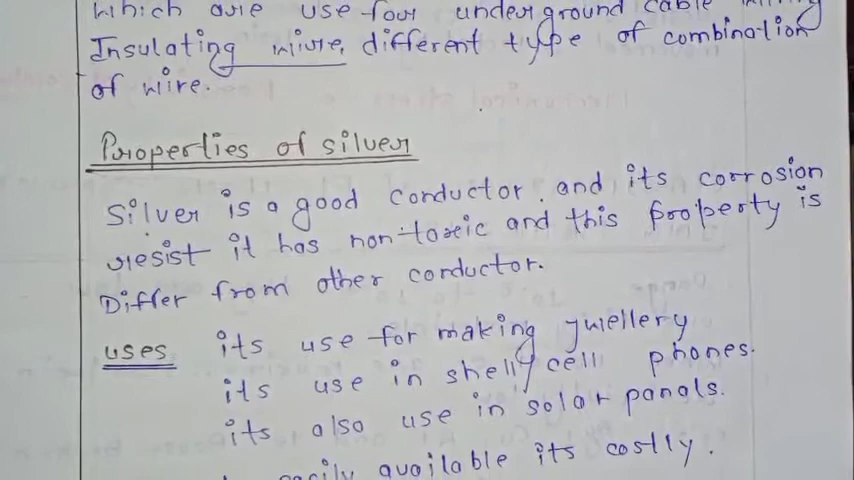 which are use four underground cable
Insulating wire, different type of combination
of wire.
Properties of silver
Silver is a good conductor. and its corrosion
resist it has non-toxic and this property is
Differ from other conductor.
uses its use for making jwellery
its use in shelly cell phones.
its also use in solar panals.
easily available its costly.